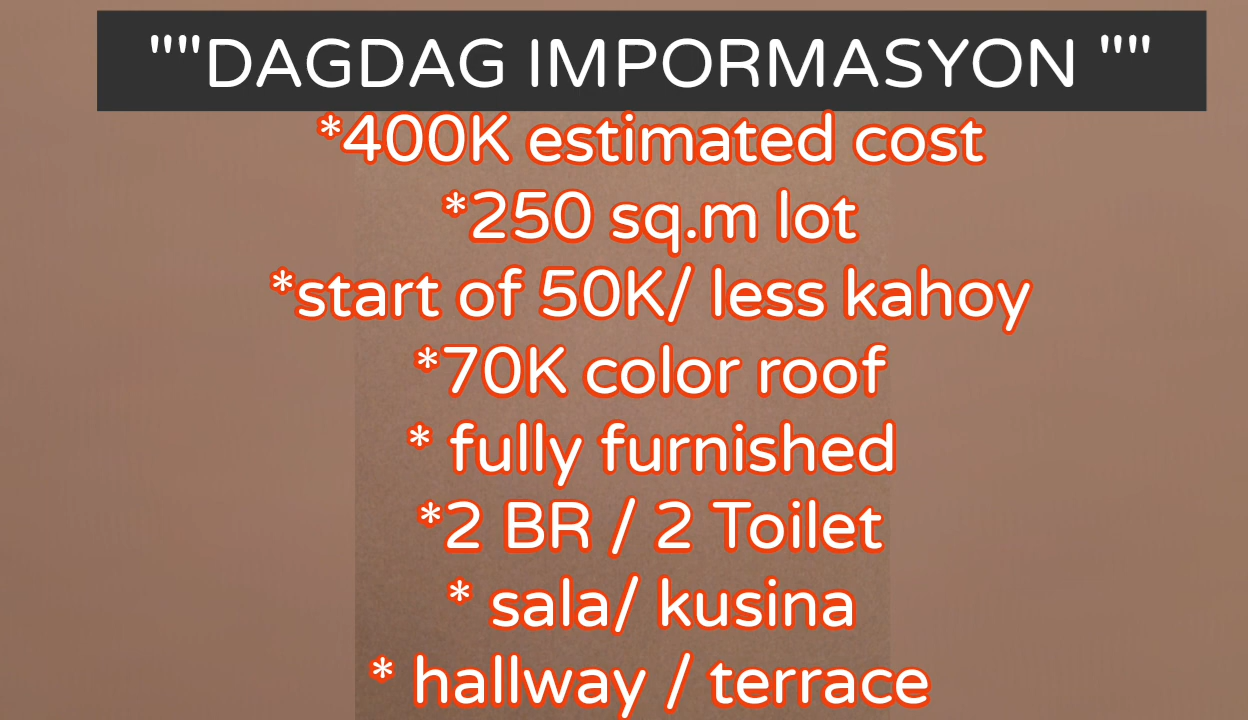 ""DAGDAG IMPORMASYON ""
*400K estimated cost
*250 sq.m lot
*start of 50K/ less kahoy
*70K color roof
* fully furnished
*2 BR / 2 Toilet
* sala/ kusina
* hallway / terrace